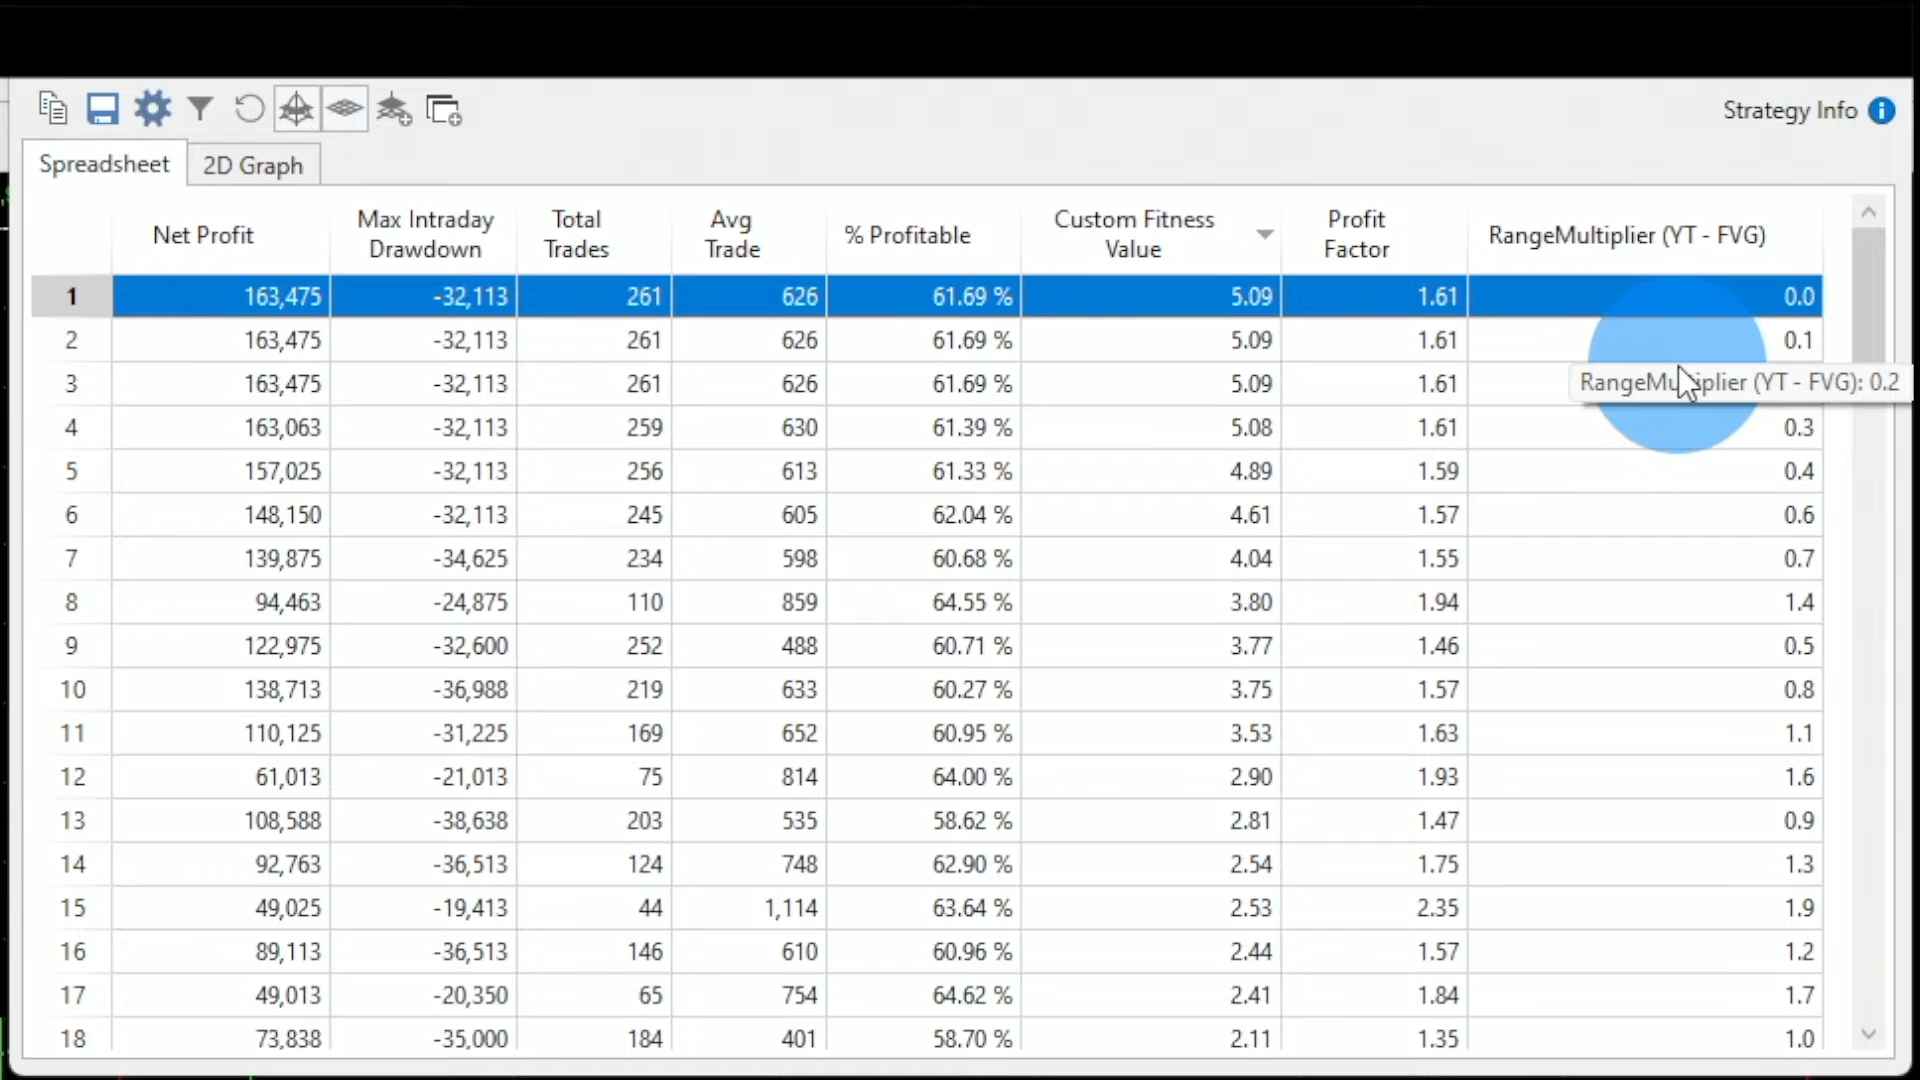 Strategy Info
Spreadsheet 2D Graph
Net Profit Max Intraday Drawdown Total Trades Avg Trade % Profitable Custom Fitness Value Profit Factor RangeMultiplier (YT - FVG)
1 163,475 -32,113 261 626 61.69 % 5.09 1.61 0.0
2 163,475 -32,113 261 626 61.69 % 5.09 1.61 0.1
3 163,475 -32,113 261 626 61.69 % 5.09 1.61
RangeMultiplier (YT - FVG): 0.2
4 163,063 -32,113 259 630 61.39 % 5.08 1.61 0.3
5 157,025 -32,113 256 613 61.33 % 4.89 1.59 0.4
6 148,150 -32,113 245 605 62.04 % 4.61 1.57 0.6
7 139,875 -34,625 234 598 60.68 % 4.04 1.55 0.7
8 94,463 -24,875 110 859 64.55 % 3.80 1.94 1.4
9 122,975 -32,600 252 488 60.71 % 3.77 1.46 0.5
10 138,713 -36,988 219 633 60.27 % 3.75 1.57 0.8
11 110,125 -31,225 169 652 60.95 % 3.53 1.63 1.1
12 61,013 -21,013 75 814 64.00 % 2.90 1.93 1.6
13 108,588 -38,638 203 535 58.62 % 2.81 1.47 0.9
14 92,763 -36,513 124 748 62.90 % 2.54 1.75 1.3
15 49,025 -19,413 44 1,114 63.64 % 2.53 2.35 1.9
16 89,113 -36,513 146 610 60.96 % 2.44 1.57 1.2
17 49,013 -20,350 65 754 64.62 % 2.41 1.84 1.7
18 73,838 -35,000 184 401 58.70 % 2.11 1.35 1.0